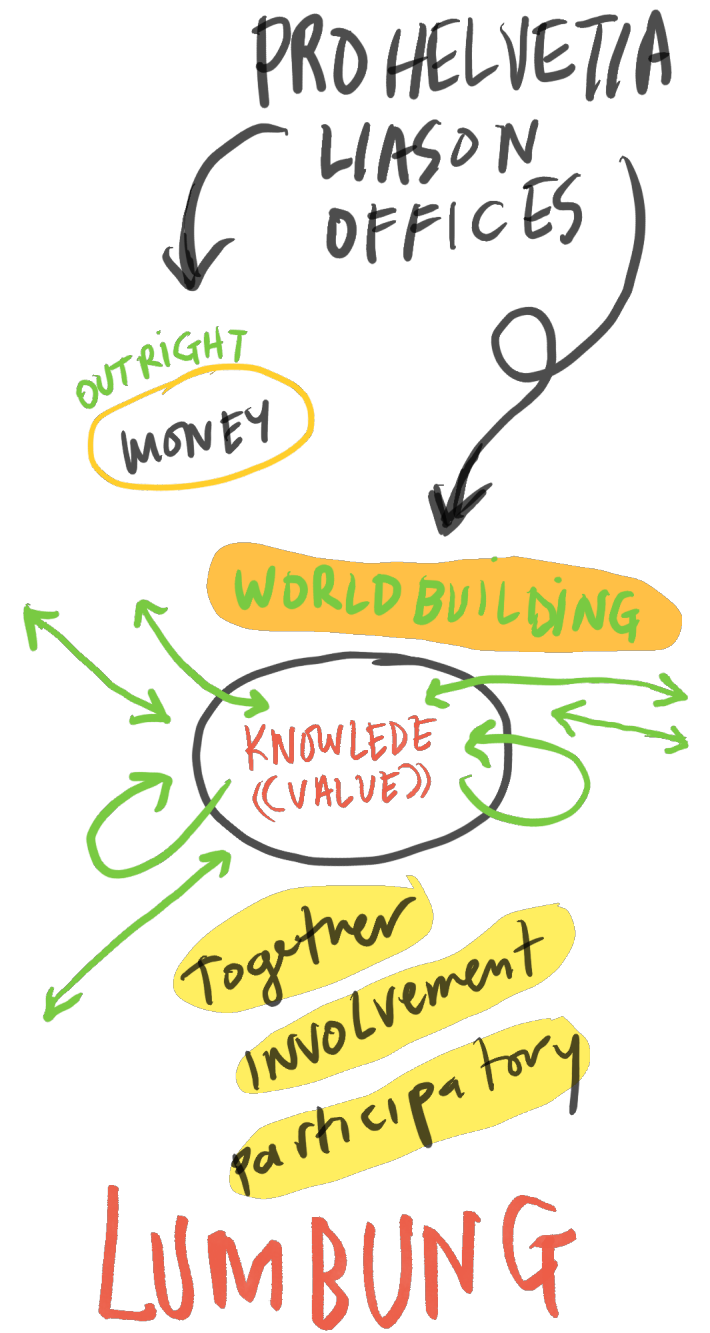 PRO HELVETIA
LIASON
OFFICES
OUTRIGHT
MONEY
WORLD BUILDING
KNOWLEDE
((VALUE))
Together
INVOLVEMENT
participatory
LUMBUNG